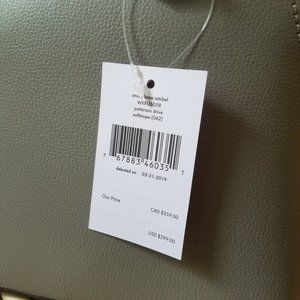 satchel
WKRU6058
patterson drive
softtaupe (062)
7 67883 46035 1
debuted on 05-31-2019
Our Price
CAD $359.00
USD $299.00